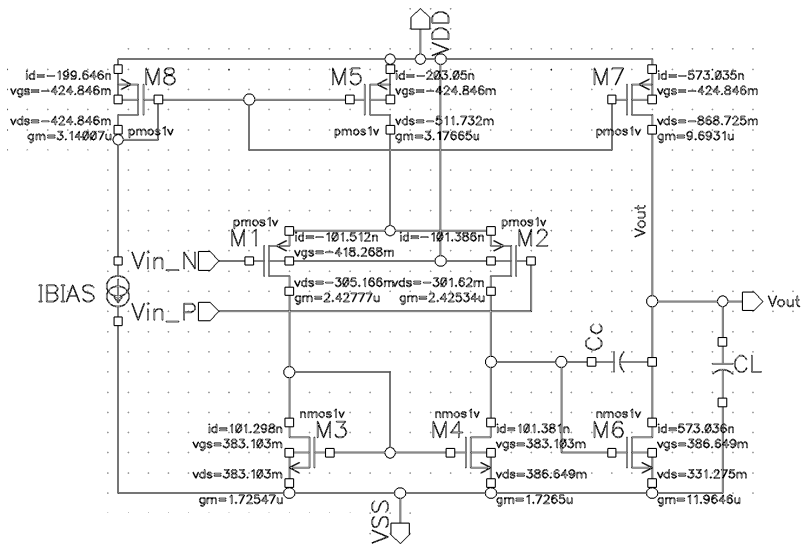 VDD
id=-199.646n
M8
vgs=-424.846m
vds=-424.846m
gm=3.14007u
pmos1v
M5
id=-203.05n
vgs=-424.846m
vds=-511.732m
pmos1v
gm=3.17665u
M7
id=-573.035n
vgs=-424.846m
vds=-868.725m
pmos1v
gm=9.6931u
Vout
pmos1v
M1
id=-101.512n
vgs=-418.268m
vds=-305.166m
gm=2.42777u
pmos1v
id=-101.386n
M2
vds=-301.62m
gm=2.42534u
Vin_N
IBIAS
Vin_P
Vout
Cc
CL
nmos1v
id=101.298n
M3
vgs=383.103m
vds=383.103m
gm=1.72547u
nmos1v
M4
id=101.381n
vgs=383.103m
vds=386.649m
gm=1.7265u
nmos1v
M6
id=573.036n
vgs=386.649m
vds=331.275m
gm=11.9646u
VSS